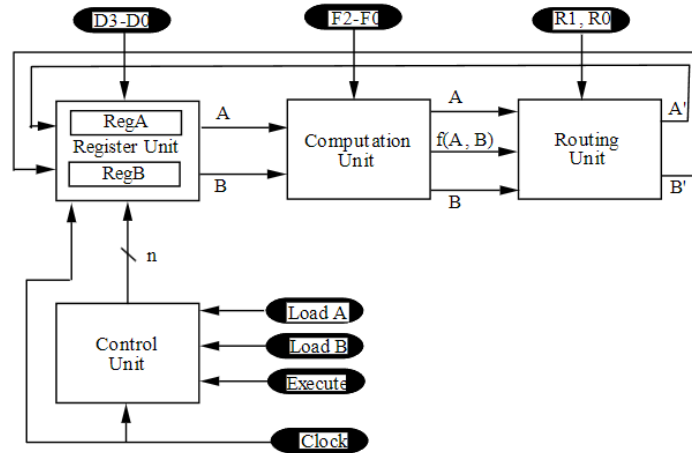 D3-D0
F2-F0
R1, R0
RegA
Register Unit
RegB
A
B
Computation
Unit
A
f(A, B)
B
Routing
Unit
A'
B'
n
Control
Unit
Load A
Load B
Execute
Clock